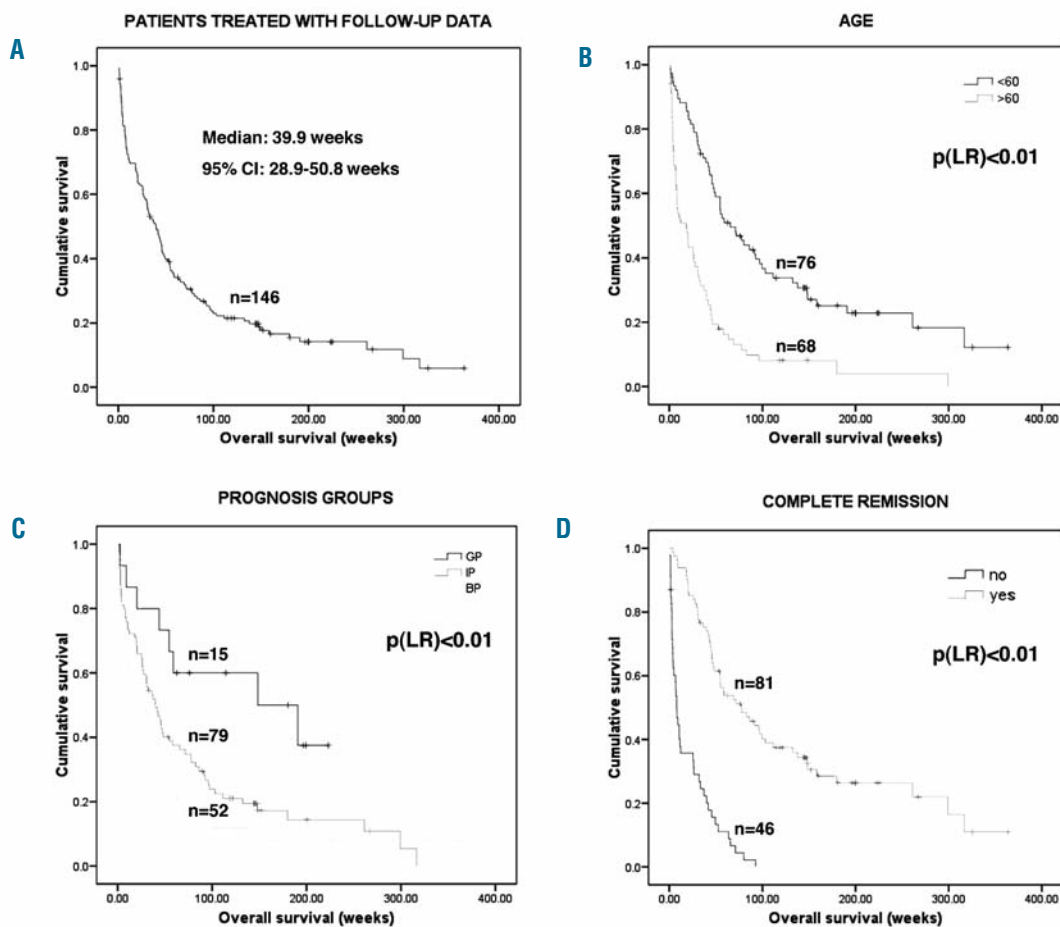 PATIENTS TREATED WITH FOLLOW-UP DATA
A
Cumulative survival
1.0
0.8
0.6
0.4
0.2
0.0
Median: 39.9 weeks
95% CI: 28.9-50.8 weeks
n=146
0.00
100.00
200.00
300.00
400.00
Overall survival (weeks)
AGE
B
Cumulative survival
1.0
0.8
0.6
0.4
0.2
0.0
<60
>60
p(LR)<0.01
n=76
n=68
0.00
100.00
200.00
300.00
400.00
Overall survival (weeks)
PROGNOSIS GROUPS
C
Cumulative survival
1.0
0.8
0.6
0.4
0.2
0.0
GP
IP
BP
p(LR)<0.01
n=15
n=79
n=52
0.00
100.00
200.00
300.00
400.00
Overall survival (weeks)
COMPLETE REMISSION
D
Cumulative survival
1.0
0.8
0.6
0.4
0.2
0.0
no
yes
p(LR)<0.01
n=81
n=46
0.00
100.00
200.00
300.00
400.00
Overall survival (weeks)